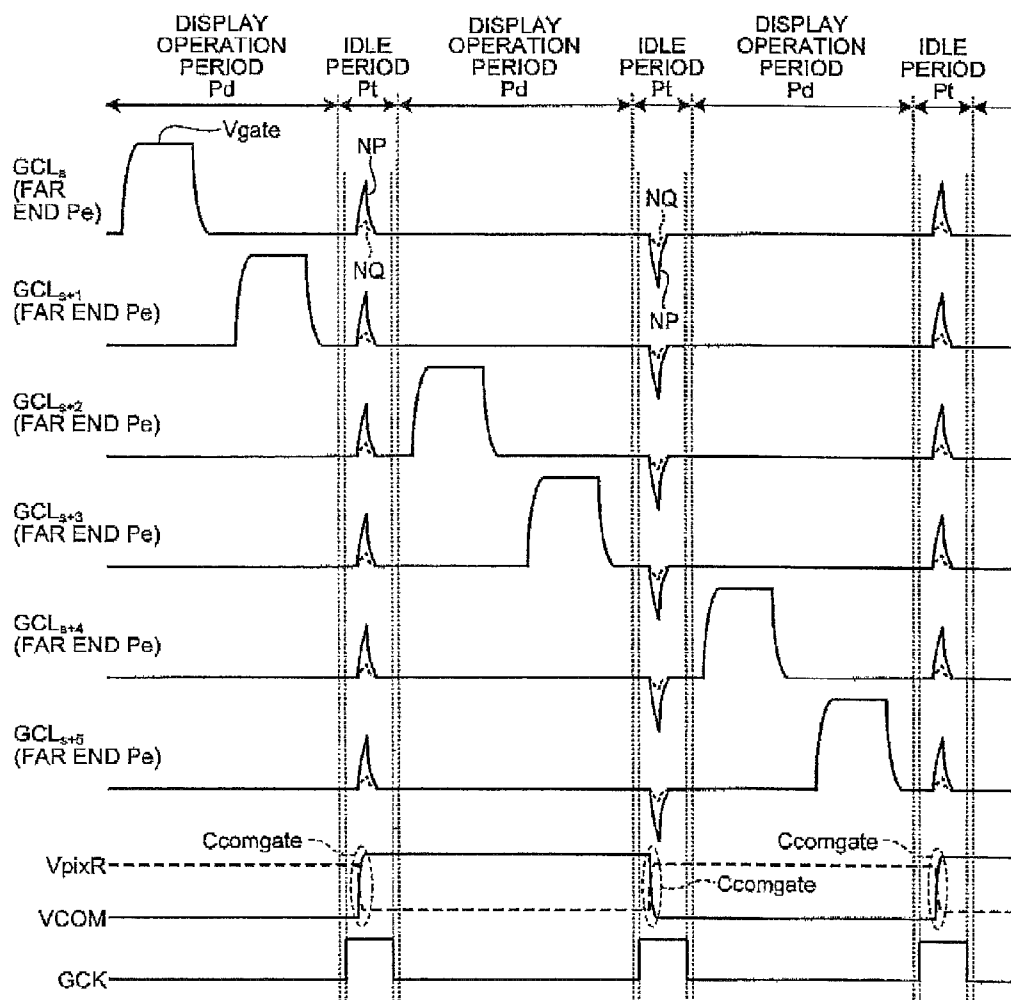 DISPLAY OPERATION PERIOD Pd
IDLE PERIOD Pt
DISPLAY OPERATION PERIOD Pd
IDLE PERIOD Pt
DISPLAY OPERATION PERIOD Pd
IDLE PERIOD Pt
Vgate
NP
NQ
NQ
NP
GCLs (FAR END Pe)
GCLs+1 (FAR END Pe)
GCLs+2 (FAR END Pe)
GCLs+3 (FAR END Pe)
GCLs+4 (FAR END Pe)
GCLs+5 (FAR END Pe)
Ccomgate
Ccomgate
VpixR
Ccomgate
VCOM
GCK